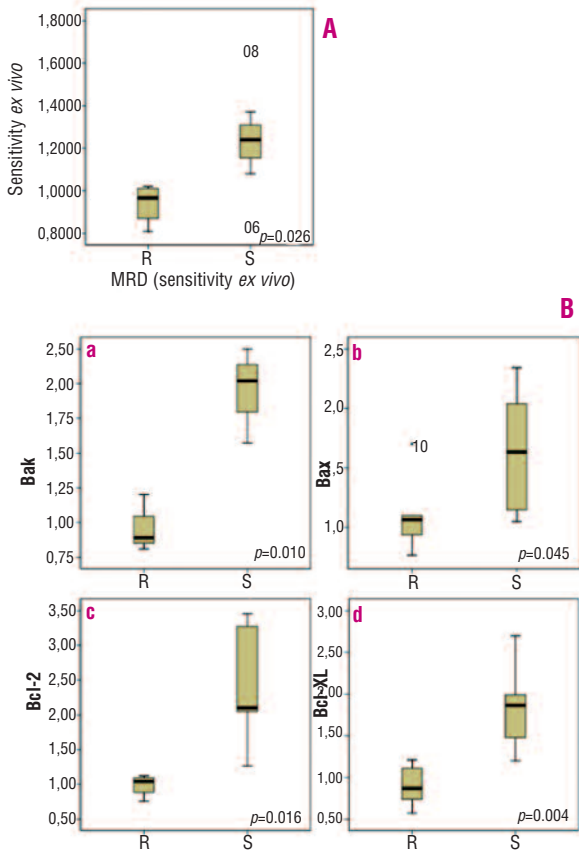 A
Sensitivity ex vivo
1,8000
1,6000
1,4000
1,2000
1,0000
0,8000
08
06
p=0.026
R S
MRD (sensitivity ex vivo)
B
a
Bak
2,50
2,00
1,75
1,50
1,25
1,00
0,75
p=0.010
R S
b
Bax
2,5
2,0
1,5
1,0
10
p=0.045
R S
c
Bcl-2
3,50
3,00
2,50
2,00
1,50
1,00
0,50
p=0.016
R S
d
Bcl-XL
3,00
2,50
2,00
1,50
1,00
0,50
p=0.004
R S